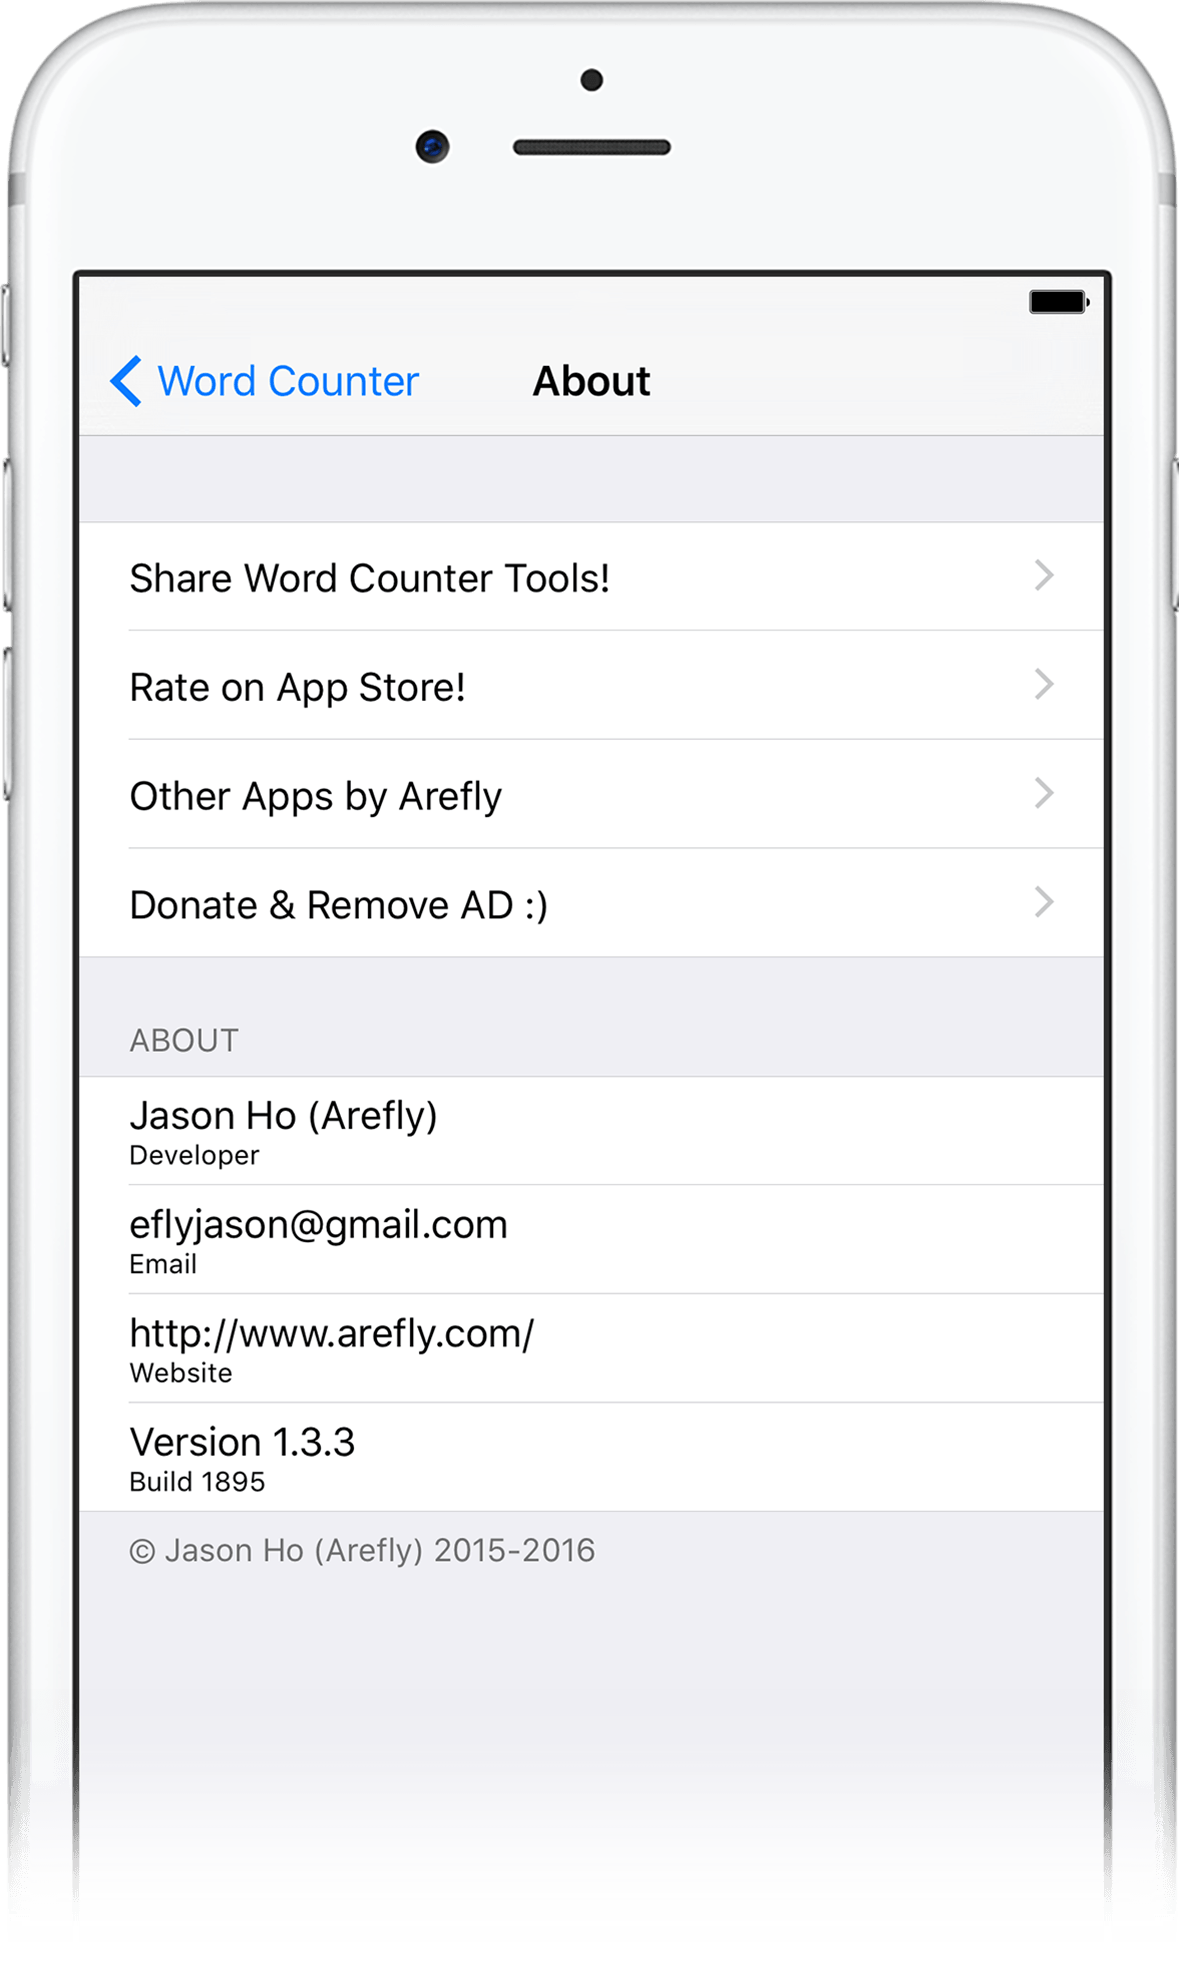 Word Counter About
Share Word Counter Tools!
Rate on App Store!
Other Apps by Arefly
Donate & Remove AD :)
ABOUT
Jason Ho (Arefly)
Developer
eflyjason@gmail.com
Email
http://www.arefly.com/
Website
Version 1.3.3
Build 1895
© Jason Ho (Arefly) 2015-2016